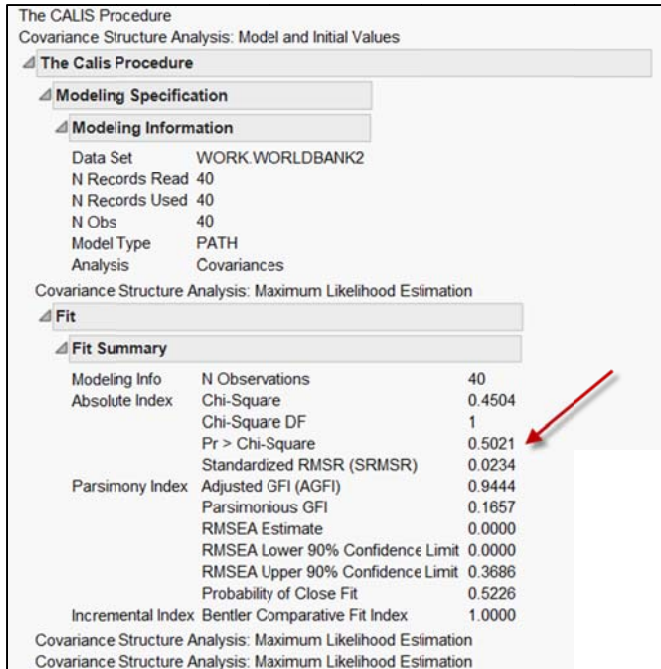 The CALIS Procedure
Covariance Structure Analysis: Model and Initial Values
The Calis Procedure
Modeling Specification
Modeling Information
Data Set WORK.WORLDBANK2
N Records Read 40
N Records Used 40
N Obs 40
Model Type PATH
Analysis Covariances
Covariance Structure Analysis: Maximum Likelihood Estimation
Fit
Fit Summary
Modeling Info N Observations 40
Absolute Index Chi-Square 0.4504
Chi-Square DF 1
Pr > Chi-Square 0.5021
Standardized RMSR (SRMSR) 0.0234
Parsimony Index Adjusted GFI (AGFI) 0.9444
Parsimonious GFI 0.1657
RMSEA Estimate 0.0000
RMSEA Lower 90% Confidence Limit 0.0000
RMSEA Upper 90% Confidence Limit 0.3686
Probability of Close Fit 0.5226
Incremental Index Bentler Comparative Fit Index 1.0000
Covariance Structure Analysis: Maximum Likelihood Estimation
Covariance Structure Analysis: Maximum Likelihood Estimation